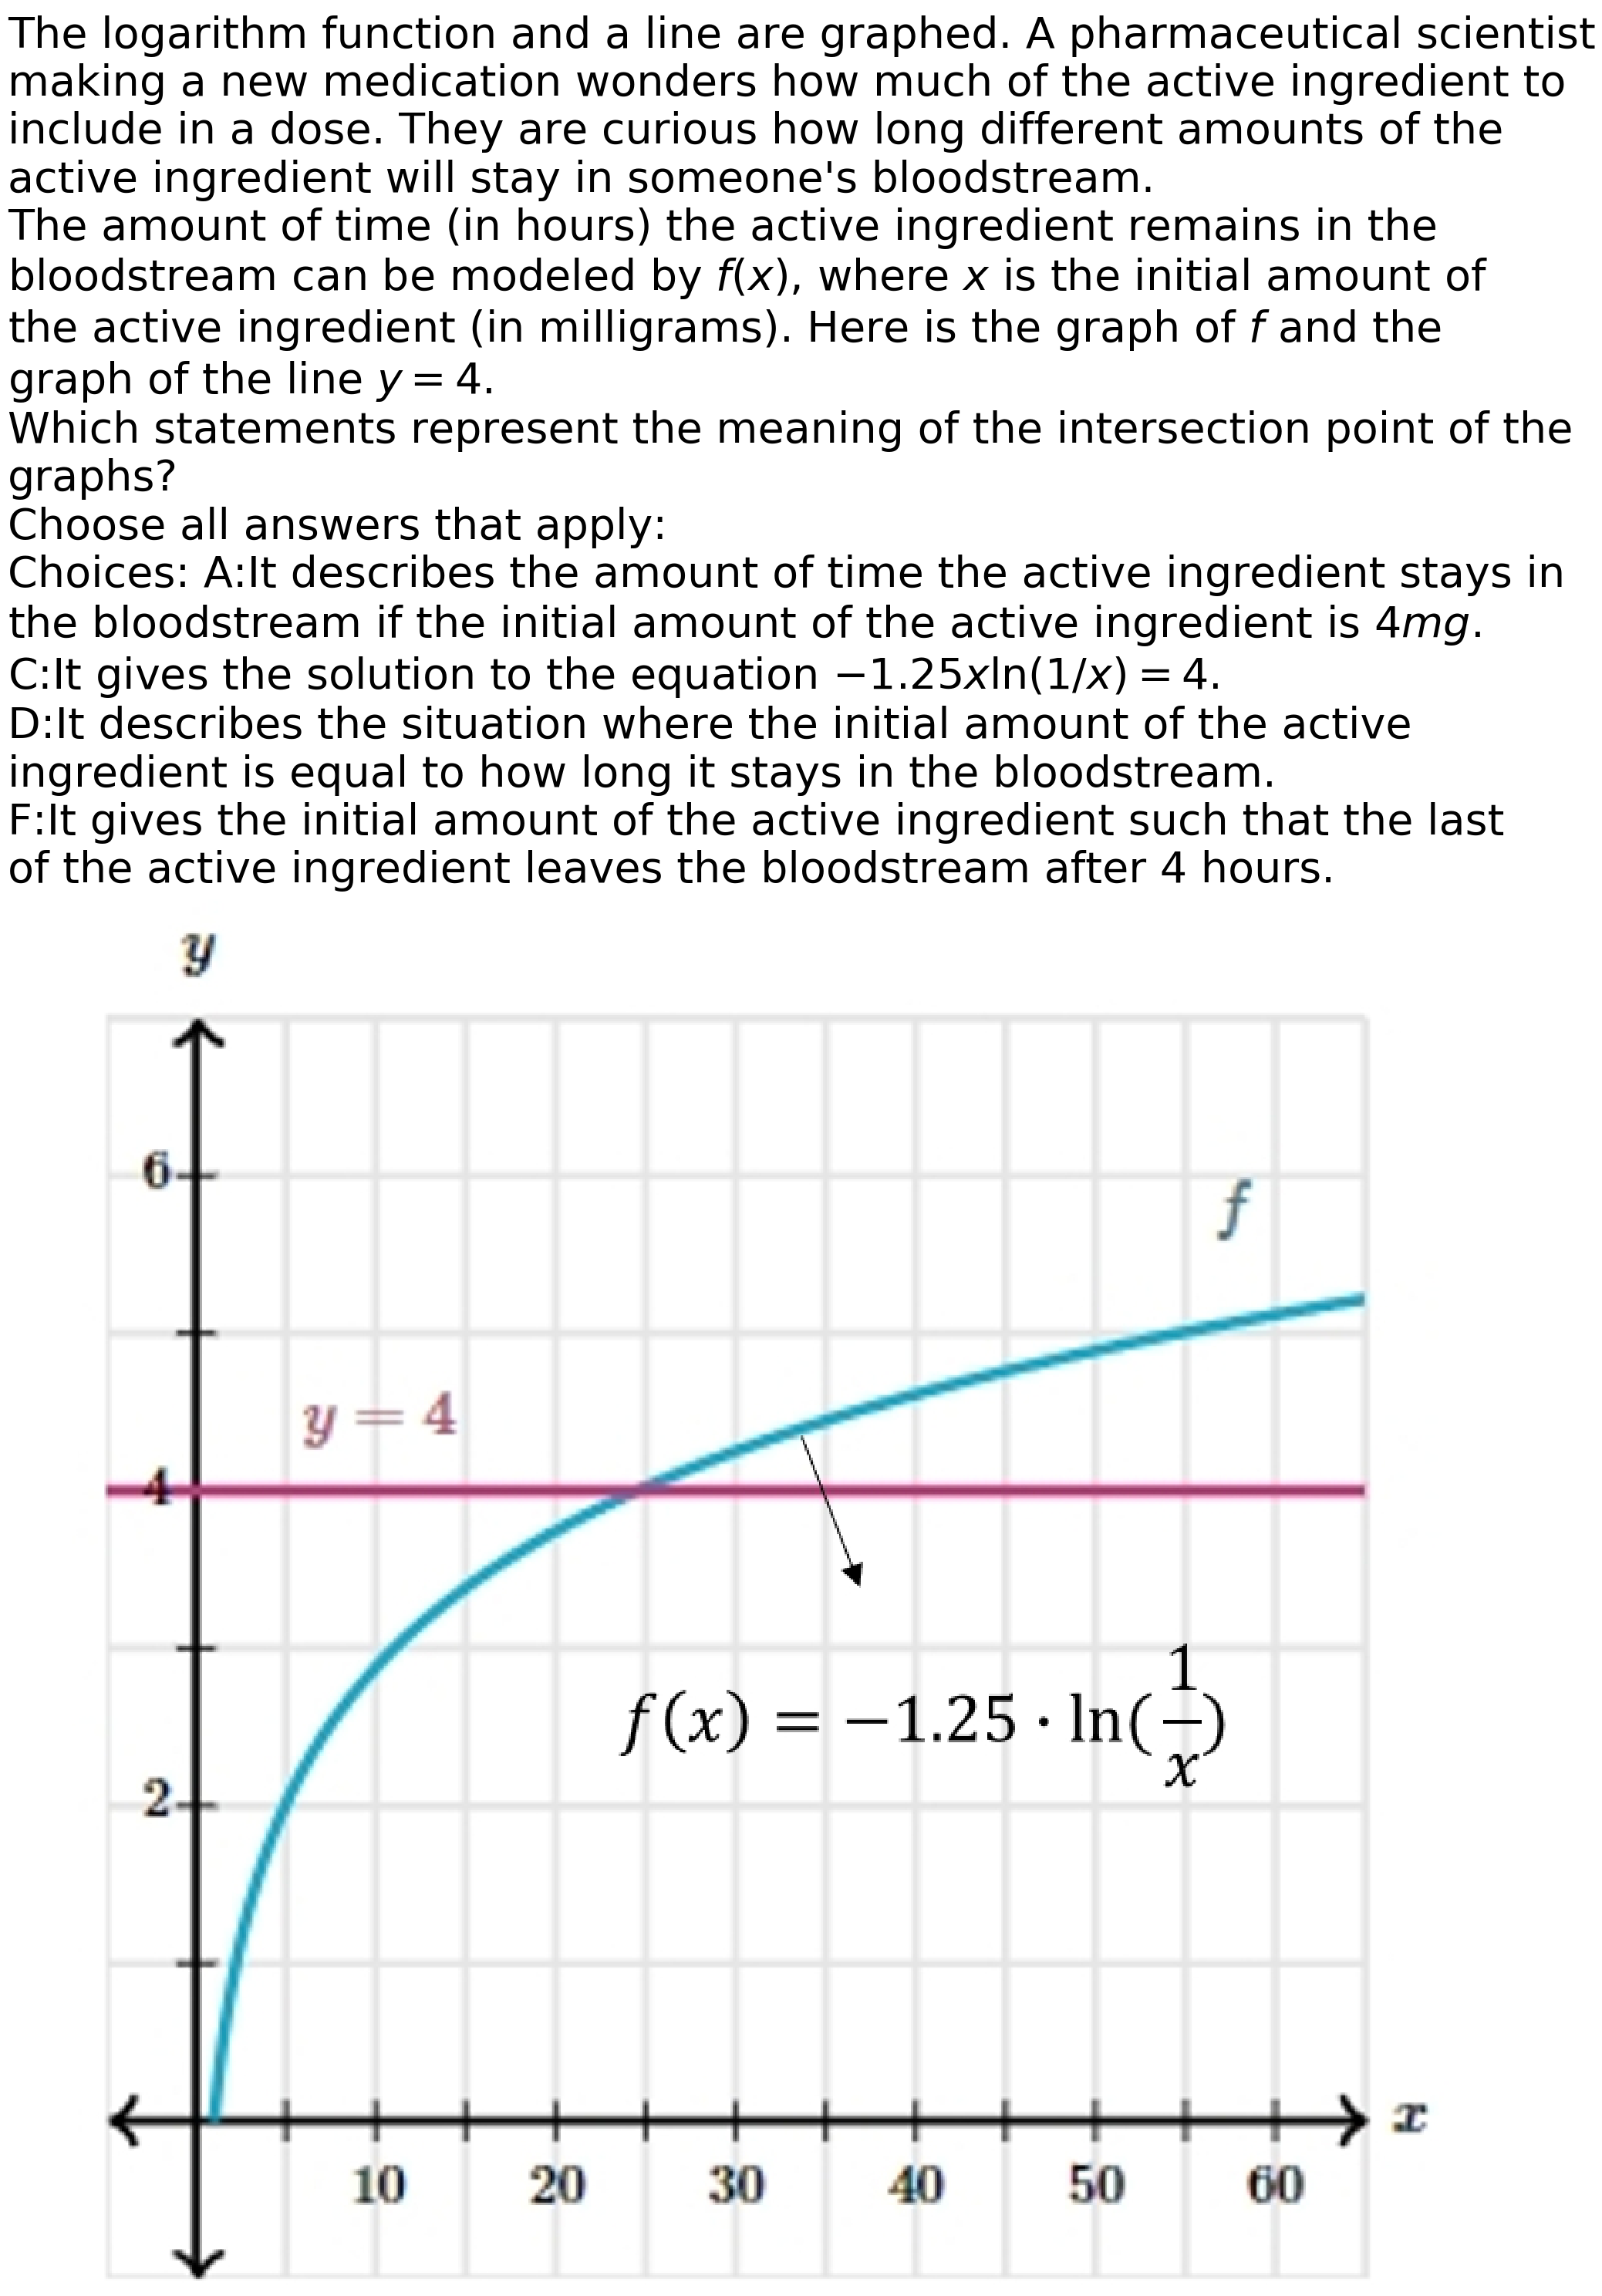 The logarithm function and a line are graphed. A pharmaceutical scientist
making a new medication wonders how much of the active ingredient to
include in a dose. They are curious how long different amounts of the
active ingredient will stay in someone's bloodstream.
The amount of time (in hours) the active ingredient remains in the
bloodstream can be modeled by f(x), where x is the initial amount of
the active ingredient (in milligrams). Here is the graph of f and the
graph of the line y = 4.
Which statements represent the meaning of the intersection point of the
graphs?
Choose all answers that apply:
Choices: A:It describes the amount of time the active ingredient stays in
the bloodstream if the initial amount of the active ingredient is 4mg.
C:It gives the solution to the equation −1.25xln(1/x) = 4.
D:It describes the situation where the initial amount of the active
ingredient is equal to how long it stays in the bloodstream.
F:It gives the initial amount of the active ingredient such that the last
of the active ingredient leaves the bloodstream after 4 hours.
y
6
f
y = 4
4
f(x) = −1.25 · ln(1/x)
2
x
10 20 30 40 50 60